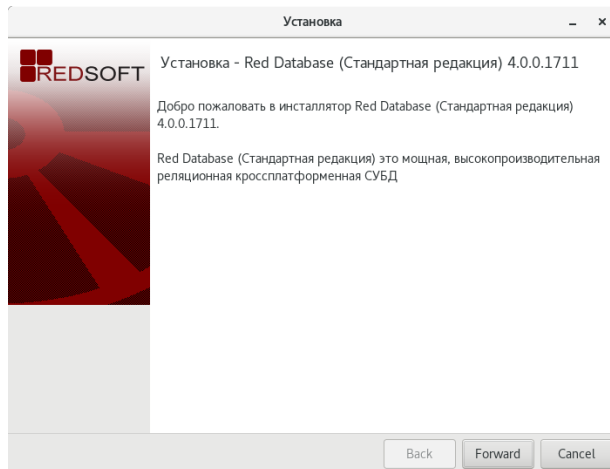 Установка
REDSOFT
Установка - Red Database (Стандартная редакция) 4.0.0.1711
Добро пожаловать в инсталлятор Red Database (Стандартная редакция)
4.0.0.1711.
Red Database (Стандартная редакция) это мощная, высокопроизводительная
реляционная кроссплатформенная СУБД
Back Forward Cancel